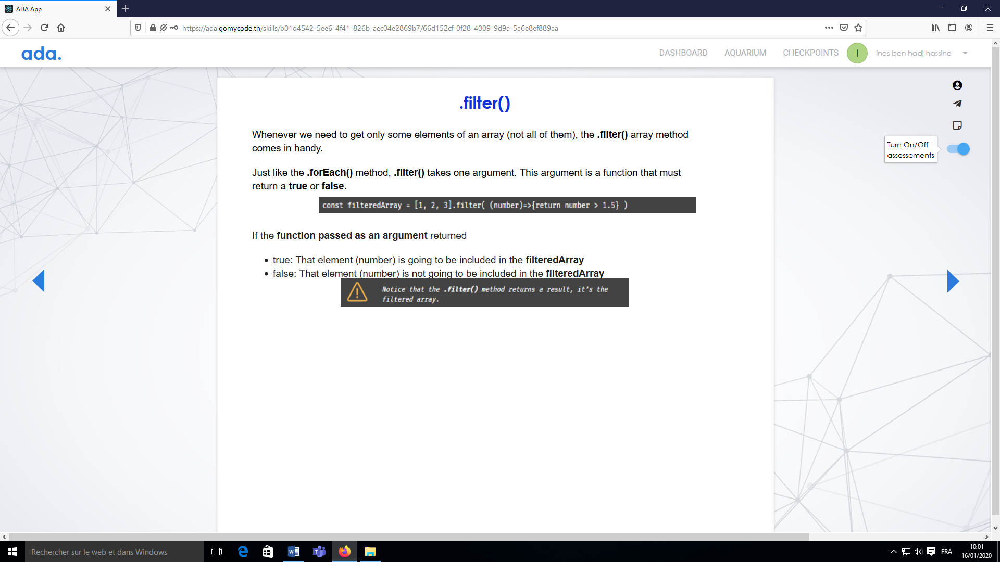 ADA App
https://ada.gomycode.tn/skills/b01d4542-5ee6-4f41-826b-aec04e2869b7/66d152cf-0f28-4009-9d9a-5a6e8ef889aa
ada.
DASHBOARD
AQUARIUM
CHECKPOINTS
I
ines ben hadj hassine
Turn On/Off
assessements
.filter()
Whenever we need to get only some elements of an array (not all of them), the .filter() array method
comes in handy.
Just like the .forEach() method, .filter() takes one argument. This argument is a function that must
return a true or false.
const filteredArray = [1, 2, 3].filter( (number)=>{return number > 1.5} )
If the function passed as an argument returned
• true: That element (number) is going to be included in the filteredArray
• false: That element (number) is not going to be included in the filteredArray
Notice that the .filter() method returns a result, it's the
filtered array.
Rechercher sur le web et dans Windows
FRA
10:01
16/01/2020